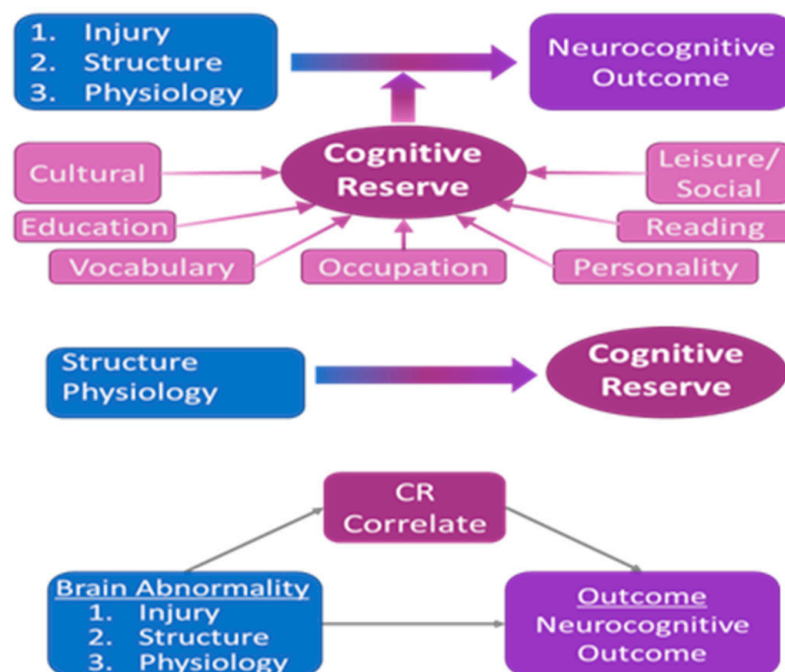 1. Injury
2. Structure
3. Physiology
Neurocognitive
Outcome
Cognitive
Reserve
Cultural
Leisure/
Social
Education
Reading
Vocabulary
Occupation
Personality
Structure
Physiology
Cognitive
Reserve
CR
Correlate
Brain Abnormality
1. Injury
2. Structure
3. Physiology
Outcome
Neurocognitive
Outcome